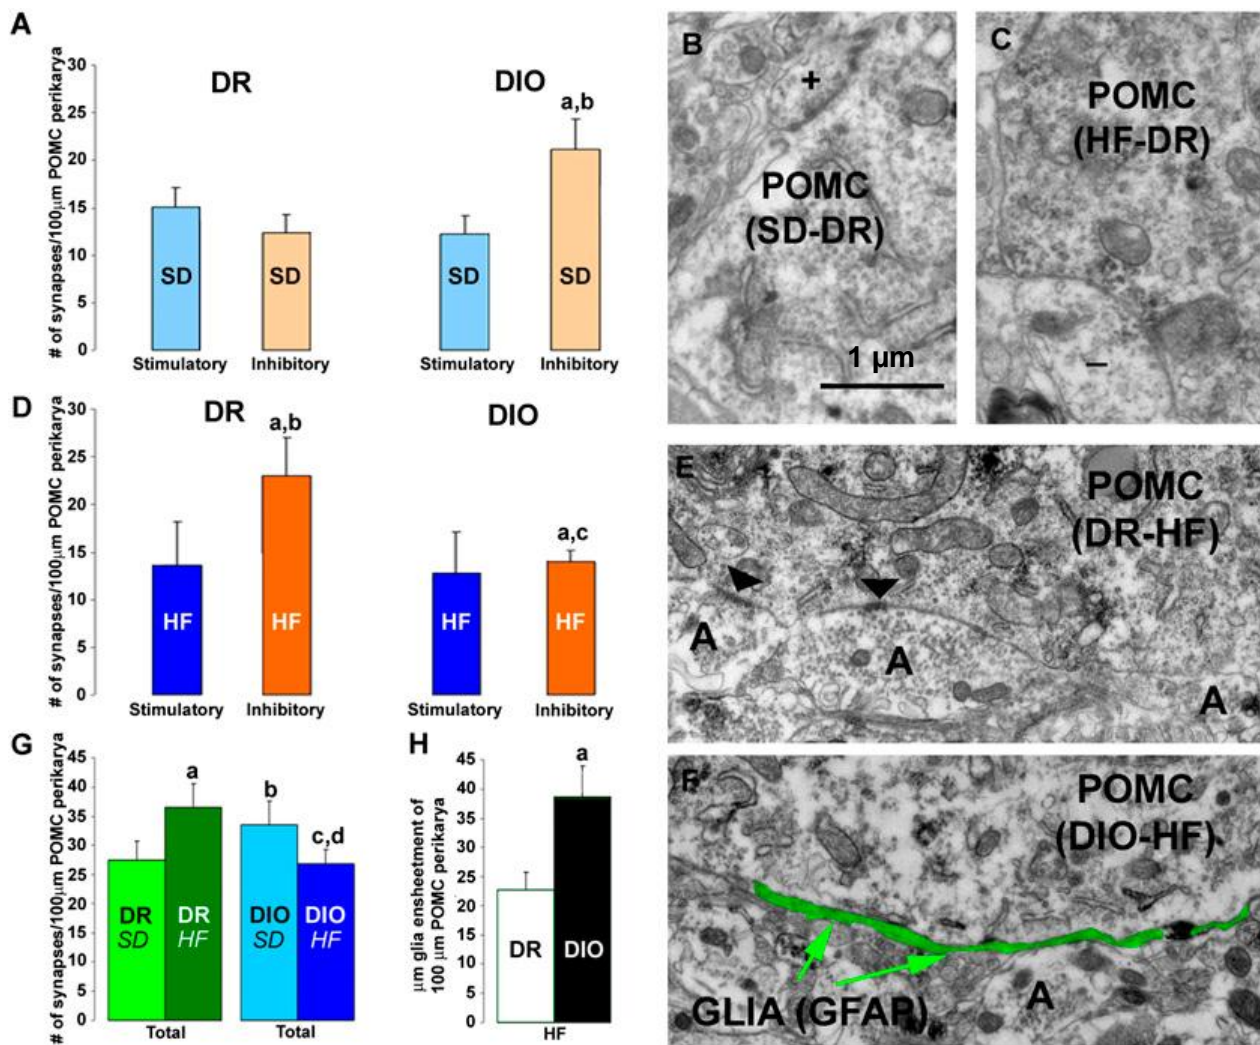 A
# of synapses/100µm POMC perikarya
30
25
20
15
10
5
0
DR
DIO
a,b
SD
SD
SD
SD
Stimulatory
Inhibitory
Stimulatory
Inhibitory
B
+
POMC
(SD-DR)
1 µm
C
POMC
(HF-DR)
–
D
# of synapses/100µm POMC perikarya
30
25
20
15
10
5
0
DR
DIO
a,b
a,c
HF
HF
HF
HF
Stimulatory
Inhibitory
Stimulatory
Inhibitory
E
POMC
(DR-HF)
A
A
A
G
# of synapses/100µm POMC perikarya
45
40
35
30
25
20
15
10
5
0
a
b
c,d
DR
SD
DR
HF
DIO
SD
DIO
HF
Total
Total
H
µm glia ensheetment of
100 µm POMC perikarya
45
40
35
30
25
20
15
10
5
0
a
DR
DIO
HF
F
POMC
(DIO-HF)
GLIA (GFAP)
A